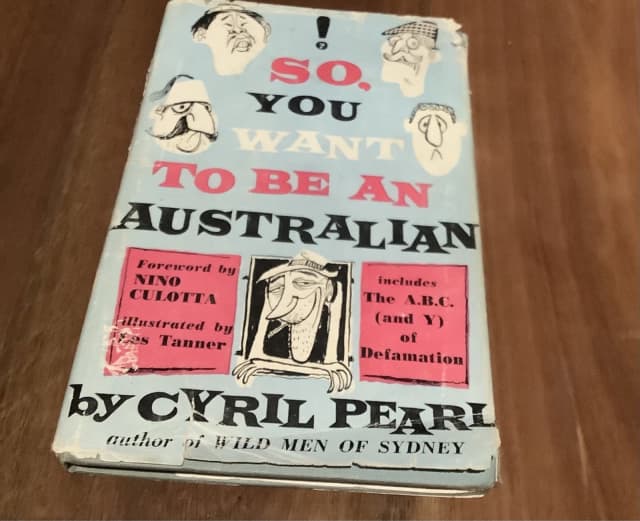 !
?
SO,
YOU
WANT
TO BE AN
AUSTRALIAN
Foreword by
NINO
CULOTTA
illustrated by
Les Tanner
includes
The A.B.C.
(and Y)
of
Defamation
by CYRIL PEARL
author of WILD MEN OF SYDNEY